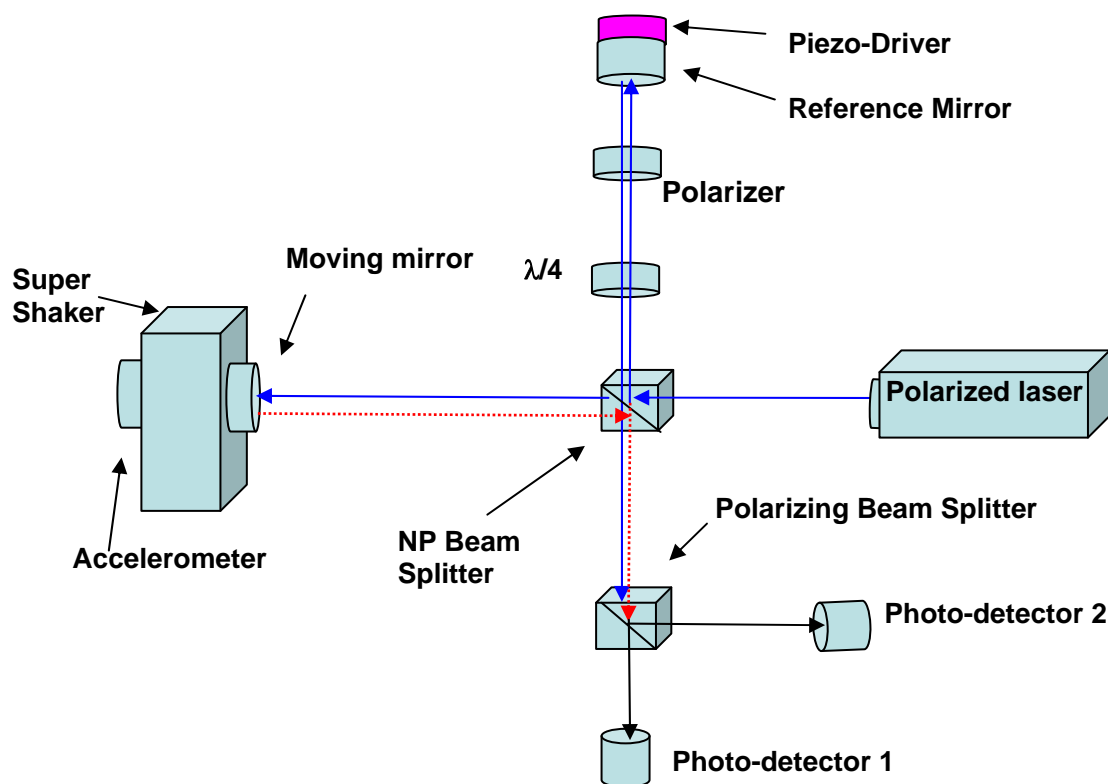 Piezo-Driver
Reference Mirror
Polarizer
λ/4
Moving mirror
Super
Shaker
Polarized laser
Accelerometer
NP Beam
Splitter
Polarizing Beam Splitter
Photo-detector 2
Photo-detector 1